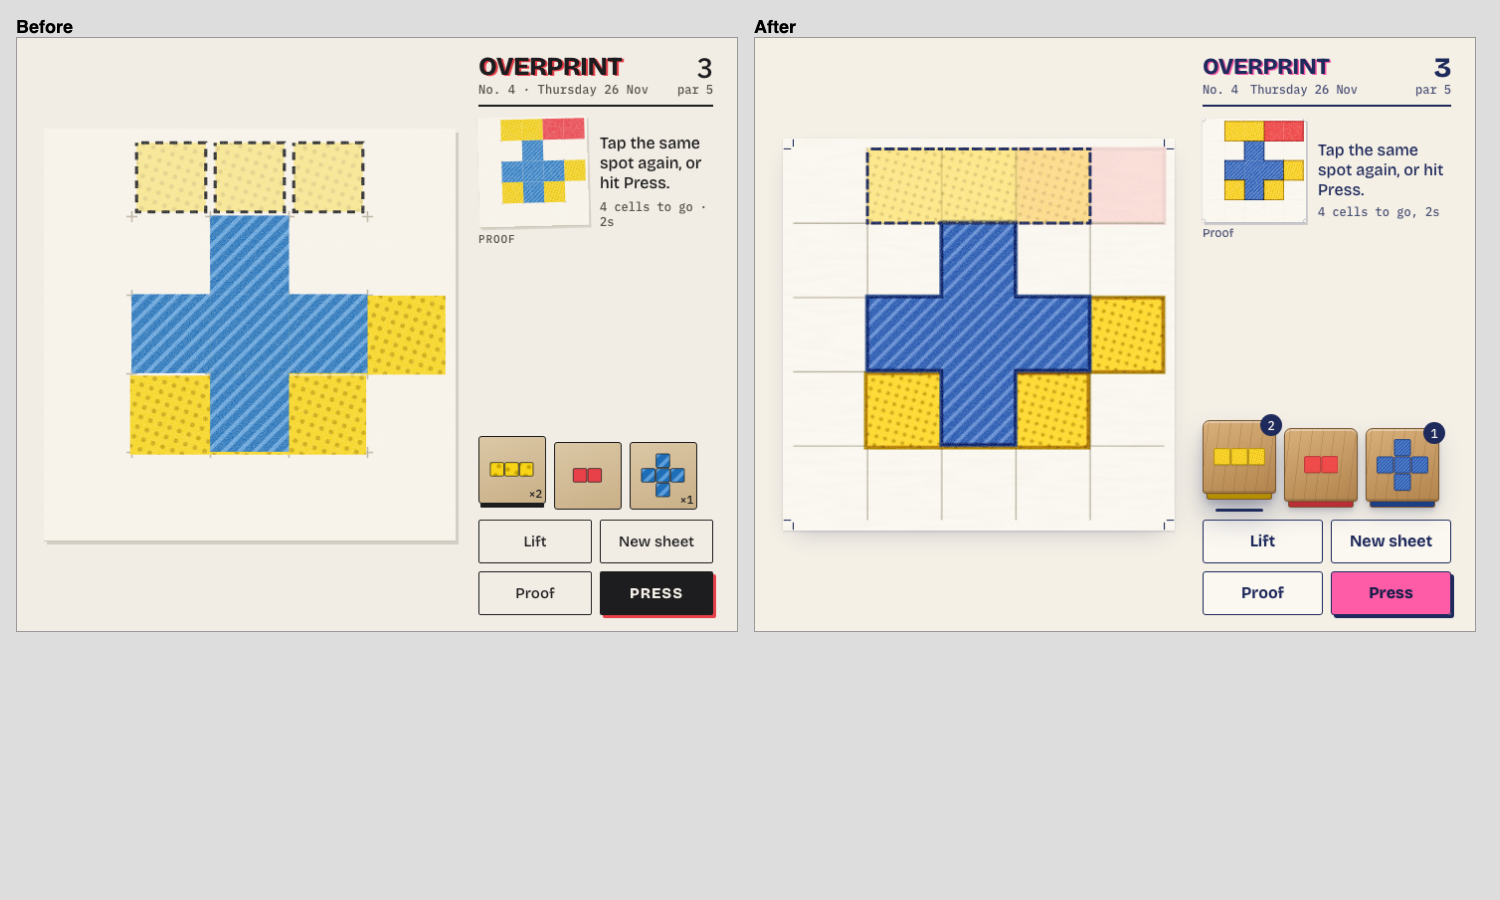 Before
OVERPRINT 3
No. 4 · Thursday 26 Nov par 5
Tap the same
spot again, or
hit Press.
4 cells to go ·
2s
PROOF
×2
×1
Lift
New sheet
Proof
PRESS
After
OVERPRINT 3
No. 4 Thursday 26 Nov par 5
Tap the same
spot again, or hit
Press.
4 cells to go, 2s
Proof
2
1
Lift
New sheet
Proof
Press